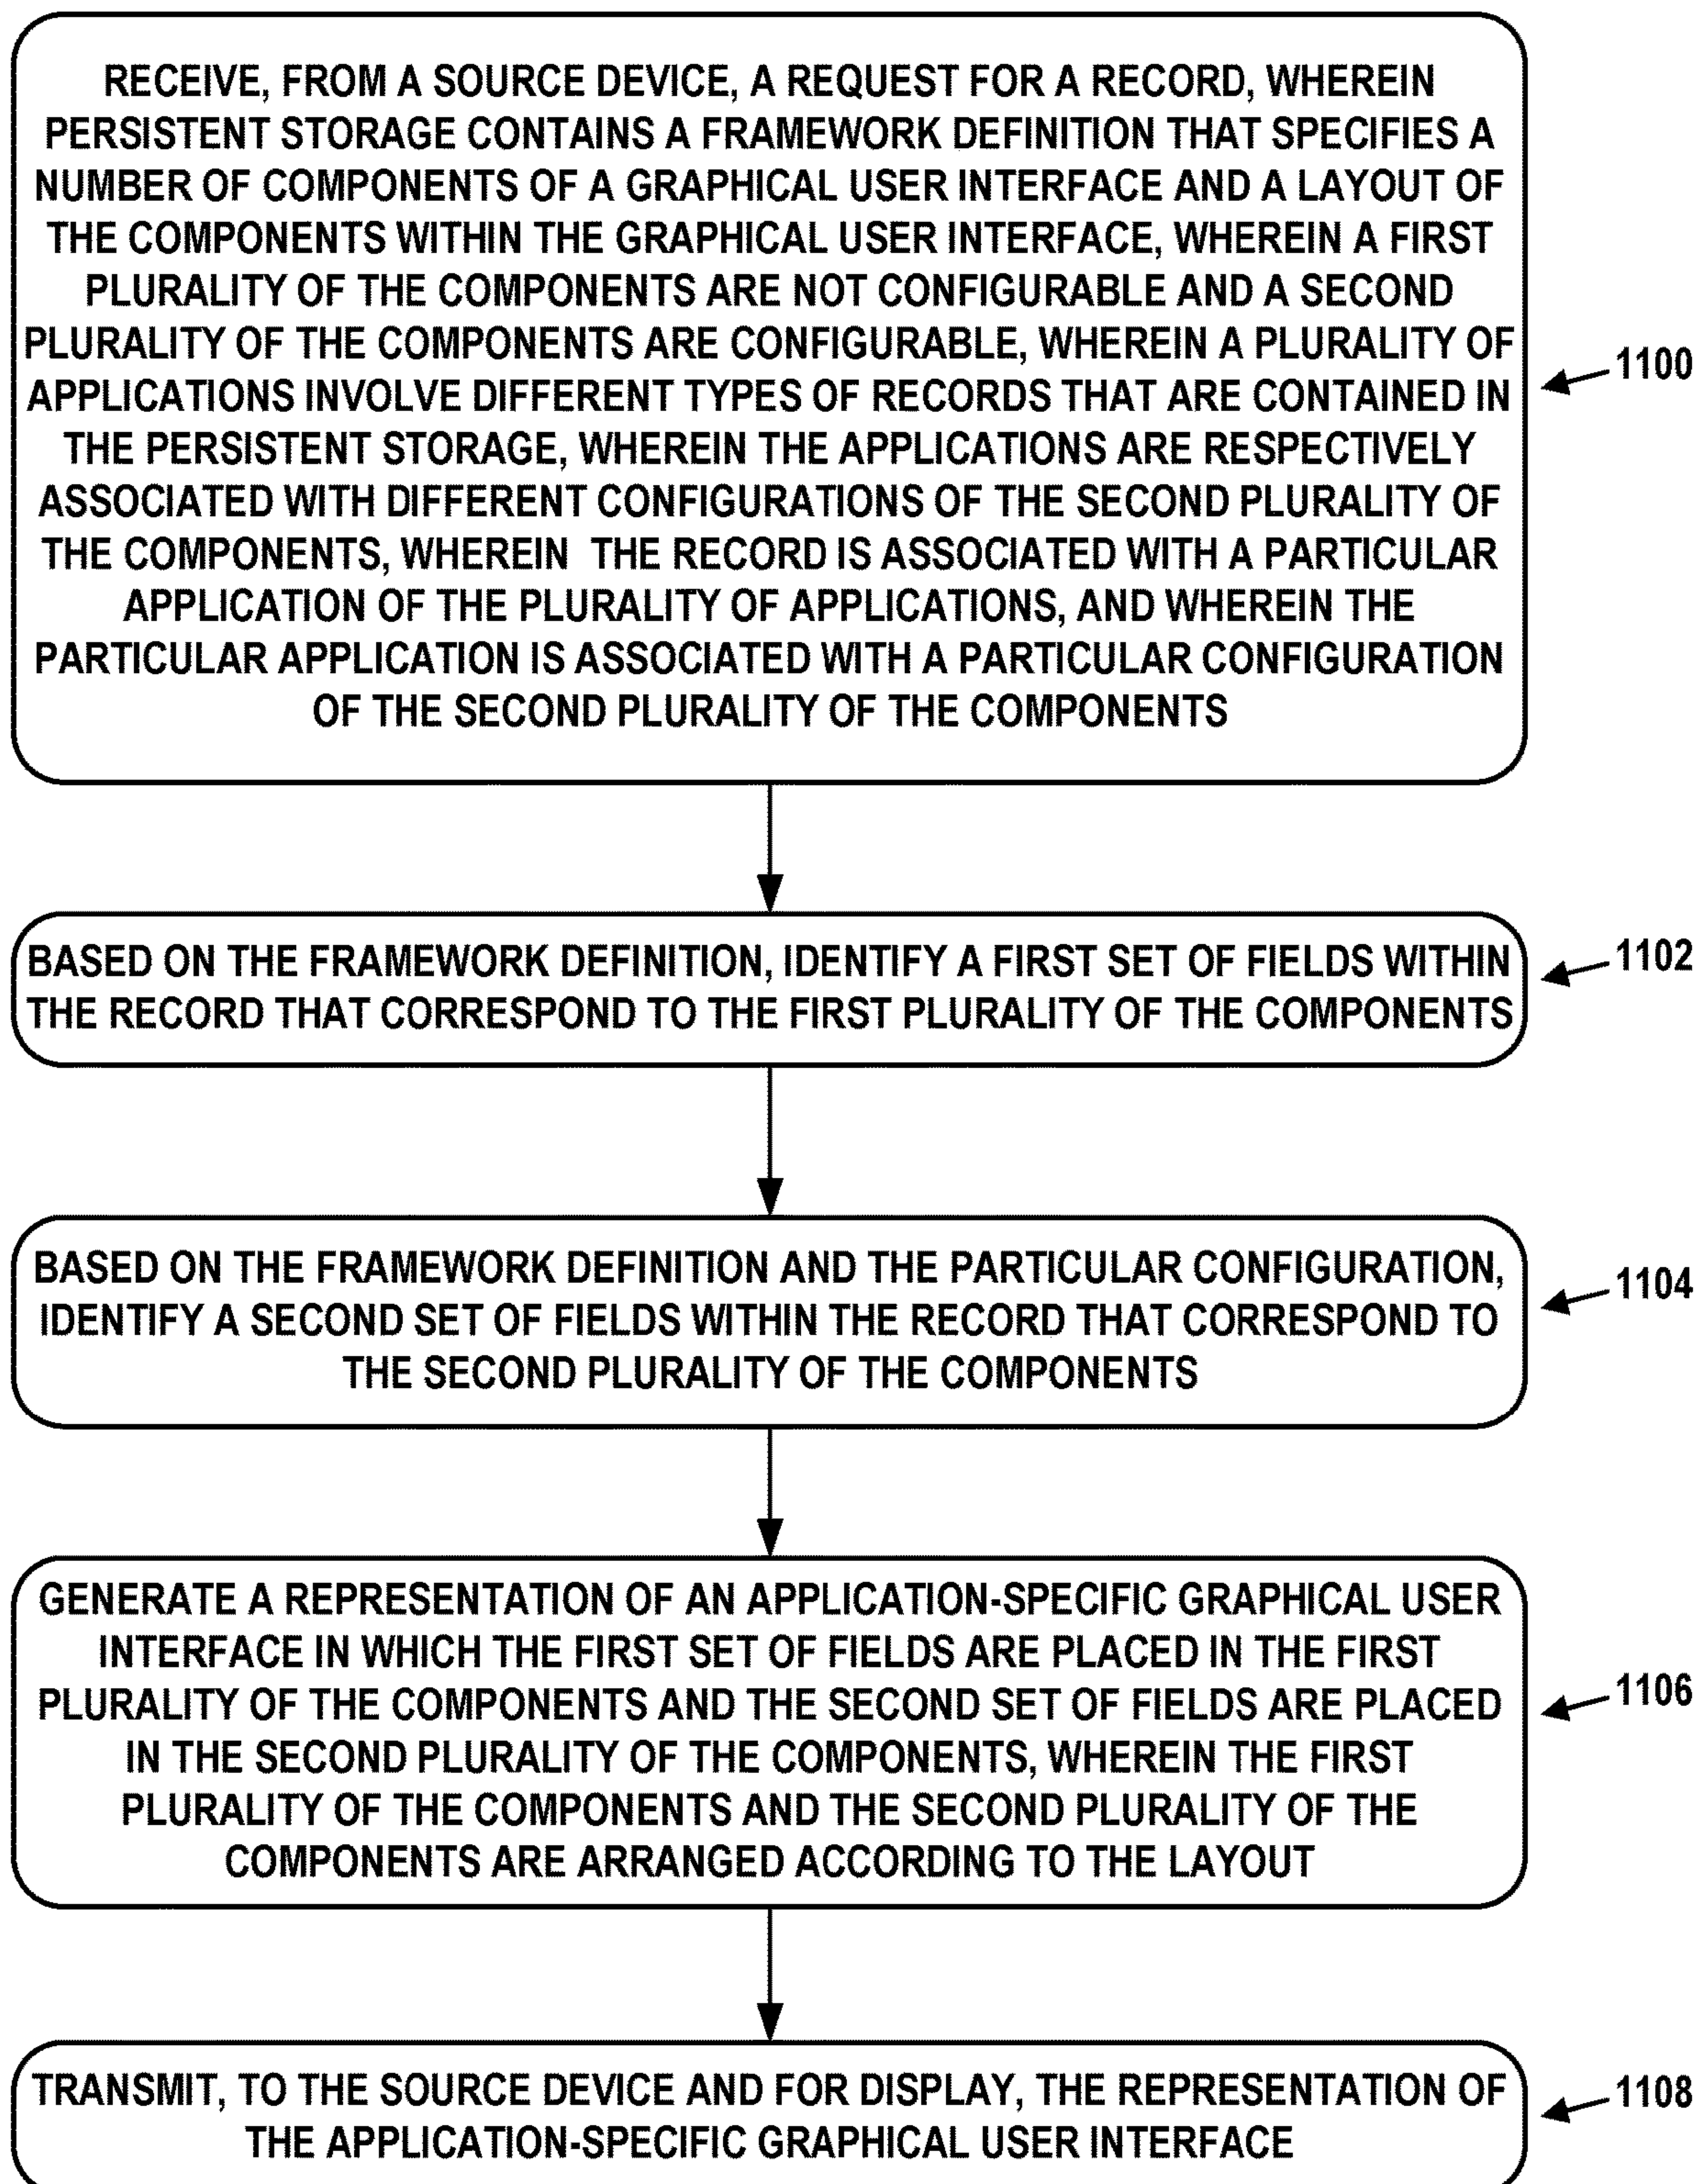 RECEIVE, FROM A SOURCE DEVICE, A REQUEST FOR A RECORD, WHEREIN
PERSISTENT STORAGE CONTAINS A FRAMEWORK DEFINITION THAT SPECIFIES A
NUMBER OF COMPONENTS OF A GRAPHICAL USER INTERFACE AND A LAYOUT OF
THE COMPONENTS WITHIN THE GRAPHICAL USER INTERFACE, WHEREIN A FIRST
PLURALITY OF THE COMPONENTS ARE NOT CONFIGURABLE AND A SECOND
PLURALITY OF THE COMPONENTS ARE CONFIGURABLE, WHEREIN A PLURALITY OF
APPLICATIONS INVOLVE DIFFERENT TYPES OF RECORDS THAT ARE CONTAINED IN
THE PERSISTENT STORAGE, WHEREIN THE APPLICATIONS ARE RESPECTIVELY
ASSOCIATED WITH DIFFERENT CONFIGURATIONS OF THE SECOND PLURALITY OF
THE COMPONENTS, WHEREIN THE RECORD IS ASSOCIATED WITH A PARTICULAR
APPLICATION OF THE PLURALITY OF APPLICATIONS, AND WHEREIN THE
PARTICULAR APPLICATION IS ASSOCIATED WITH A PARTICULAR CONFIGURATION
OF THE SECOND PLURALITY OF THE COMPONENTS
1100
BASED ON THE FRAMEWORK DEFINITION, IDENTIFY A FIRST SET OF FIELDS WITHIN
THE RECORD THAT CORRESPOND TO THE FIRST PLURALITY OF THE COMPONENTS
1102
BASED ON THE FRAMEWORK DEFINITION AND THE PARTICULAR CONFIGURATION,
IDENTIFY A SECOND SET OF FIELDS WITHIN THE RECORD THAT CORRESPOND TO
THE SECOND PLURALITY OF THE COMPONENTS
1104
GENERATE A REPRESENTATION OF AN APPLICATION-SPECIFIC GRAPHICAL USER
INTERFACE IN WHICH THE FIRST SET OF FIELDS ARE PLACED IN THE FIRST
PLURALITY OF THE COMPONENTS AND THE SECOND SET OF FIELDS ARE PLACED
IN THE SECOND PLURALITY OF THE COMPONENTS, WHEREIN THE FIRST
PLURALITY OF THE COMPONENTS AND THE SECOND PLURALITY OF THE
COMPONENTS ARE ARRANGED ACCORDING TO THE LAYOUT
1106
TRANSMIT, TO THE SOURCE DEVICE AND FOR DISPLAY, THE REPRESENTATION OF
THE APPLICATION-SPECIFIC GRAPHICAL USER INTERFACE
1108